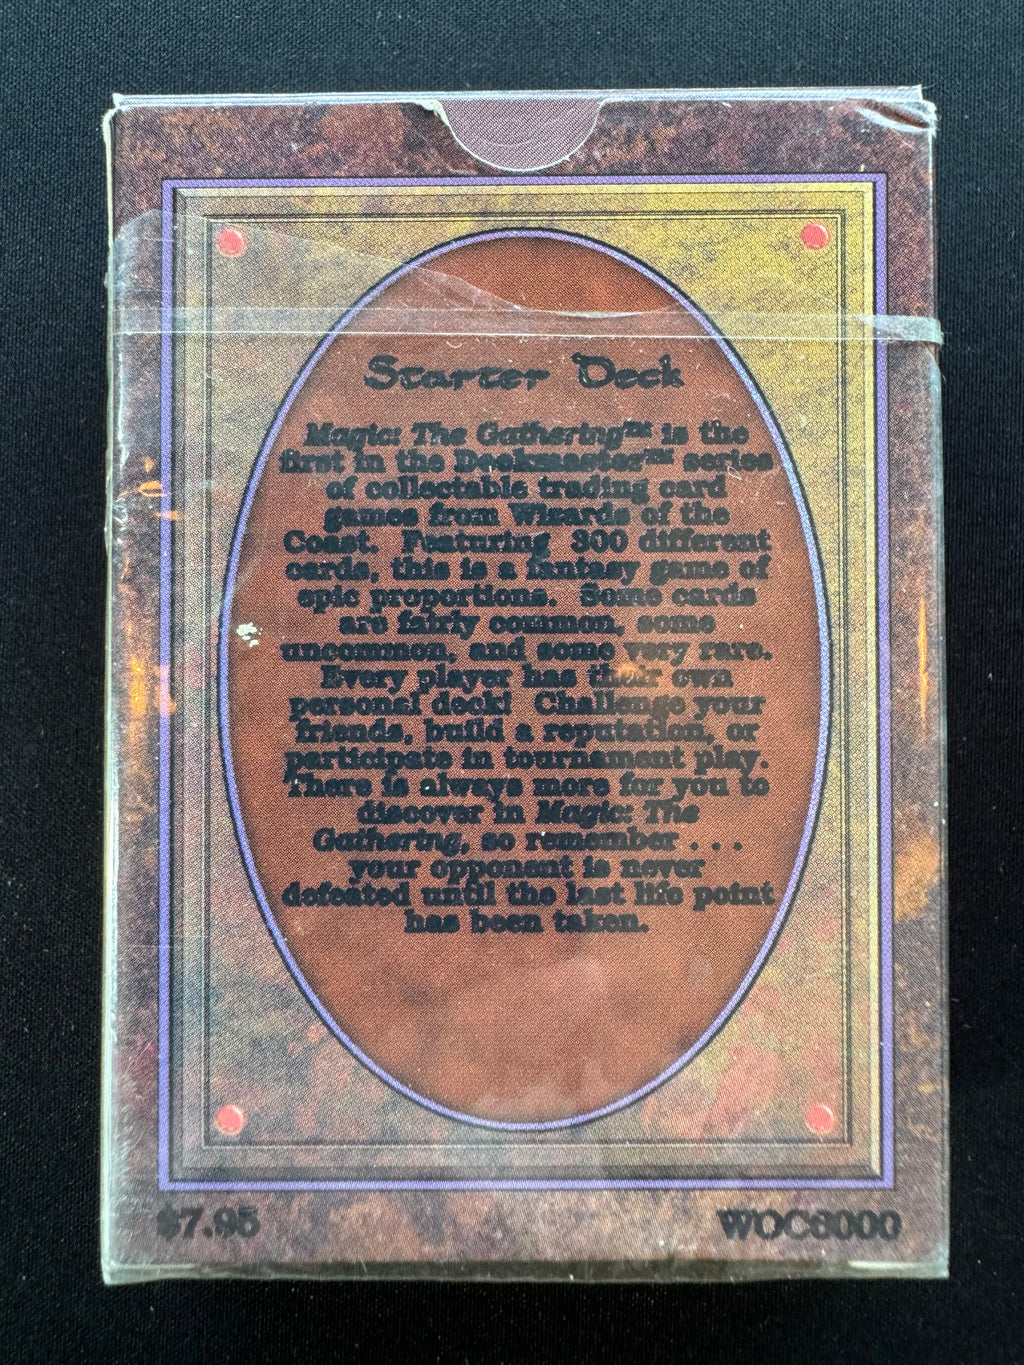 Starter Deck
Magic: The Gathering™ is the
first in the Deckmaster™ series
of collectable trading card
games from Wizards of the
Coast. Featuring 300 different
cards, this is a fantasy game of
epic proportions. Some cards
are fairly common, some
uncommon, and some very rare.
Every player has their own
personal deck! Challenge your
friends, build a reputation, or
participate in tournament play.
There is always more for you to
discover in Magic: The
Gathering, so remember . . .
your opponent is never
defeated until the last life point
has been taken.
$7.95
WOC6000